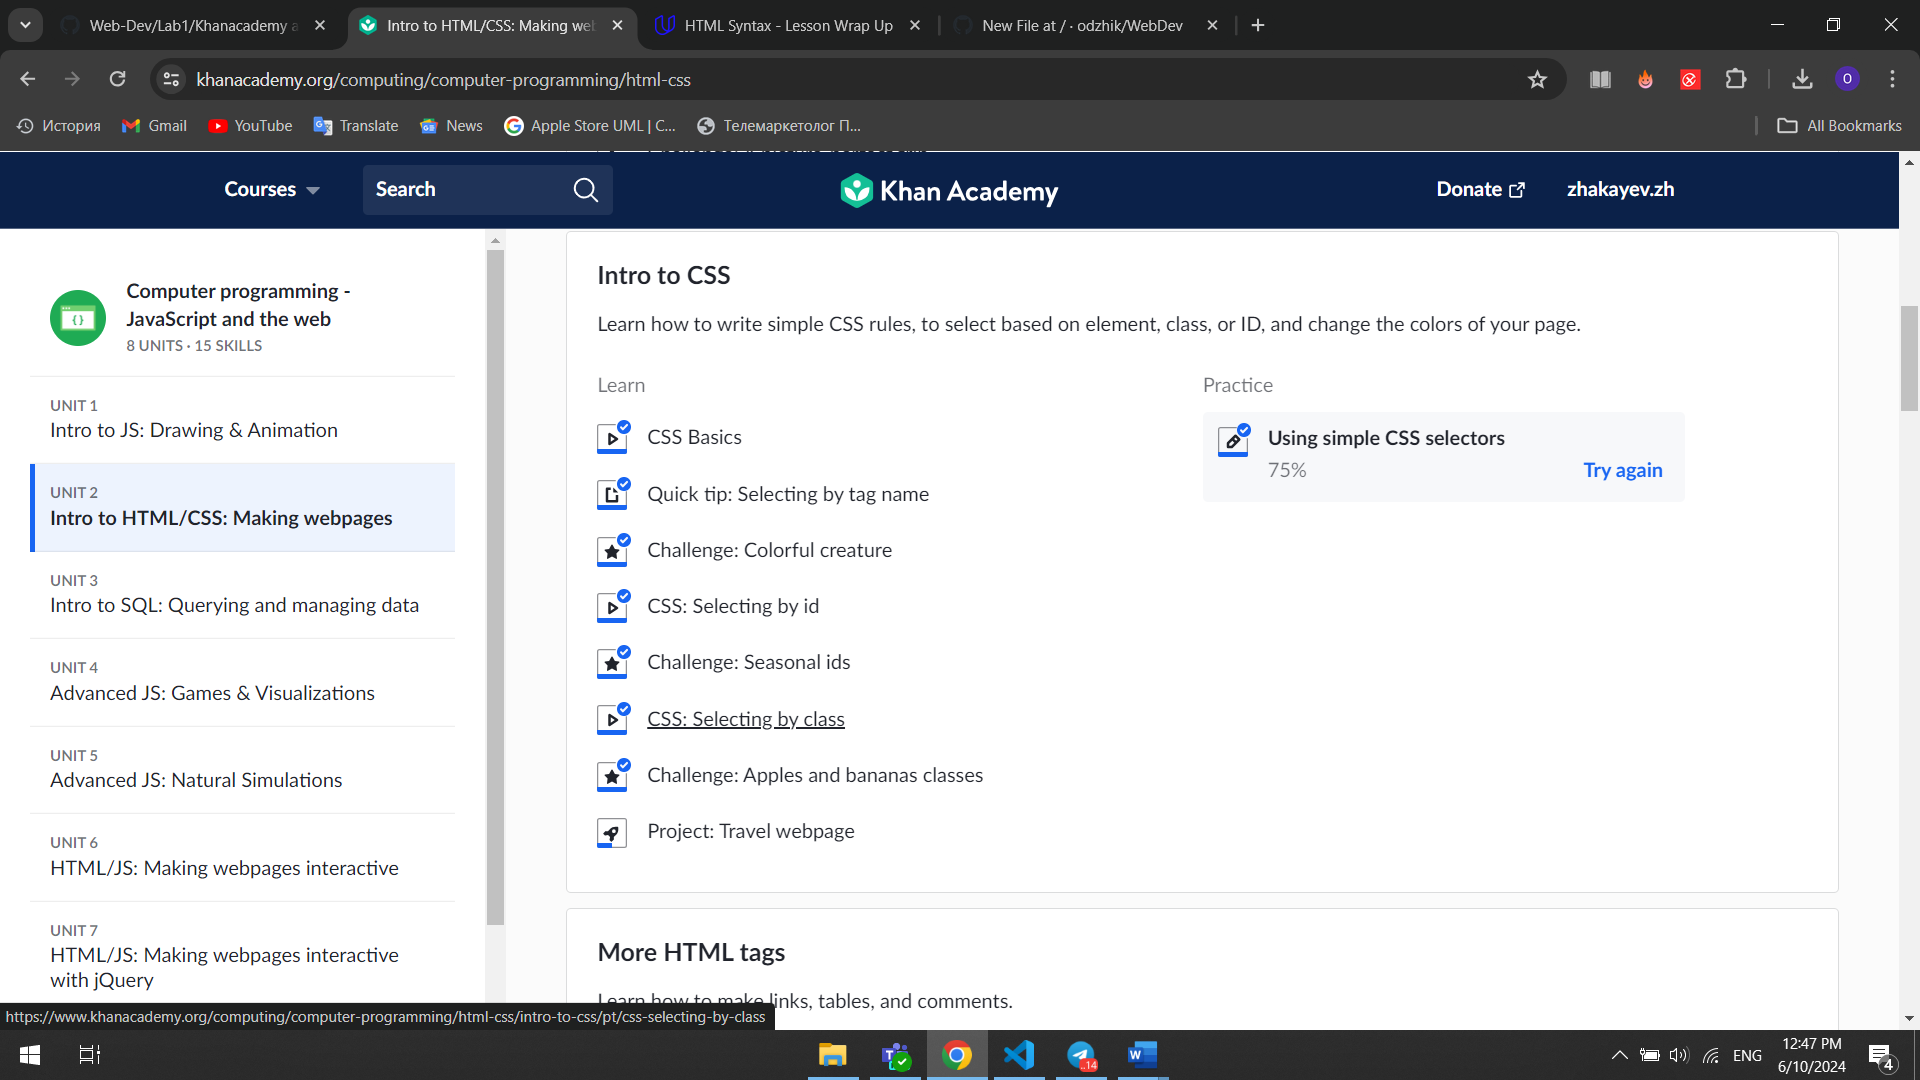 Web-Dev/Lab1/Khanacademy a
Intro to HTML/CSS: Making web
HTML Syntax - Lesson Wrap Up
New File at / · odzhik/WebDev
khanacademy.org/computing/computer-programming/html-css
O
История
Gmail
YouTube
Translate
News
Apple Store UML | C...
Телемаркетолог П...
All Bookmarks
Courses
Search
Khan Academy
Donate
zhakayev.zh
Computer programming -
JavaScript and the web
8 UNITS · 15 SKILLS
UNIT 1
Intro to JS: Drawing & Animation
UNIT 2
Intro to HTML/CSS: Making webpages
UNIT 3
Intro to SQL: Querying and managing data
UNIT 4
Advanced JS: Games & Visualizations
UNIT 5
Advanced JS: Natural Simulations
UNIT 6
HTML/JS: Making webpages interactive
UNIT 7
HTML/JS: Making webpages interactive
with jQuery
Intro to CSS
Learn how to write simple CSS rules, to select based on element, class, or ID, and change the colors of your page.
Learn
CSS Basics
Quick tip: Selecting by tag name
Challenge: Colorful creature
CSS: Selecting by id
Challenge: Seasonal ids
CSS: Selecting by class
Challenge: Apples and bananas classes
Project: Travel webpage
Practice
Using simple CSS selectors
75%
Try again
More HTML tags
Learn how to make links, tables, and comments.
https://www.khanacademy.org/computing/computer-programming/html-css/intro-to-css/pt/css-selecting-by-class
..14
ENG
12:47 PM
6/10/2024
4